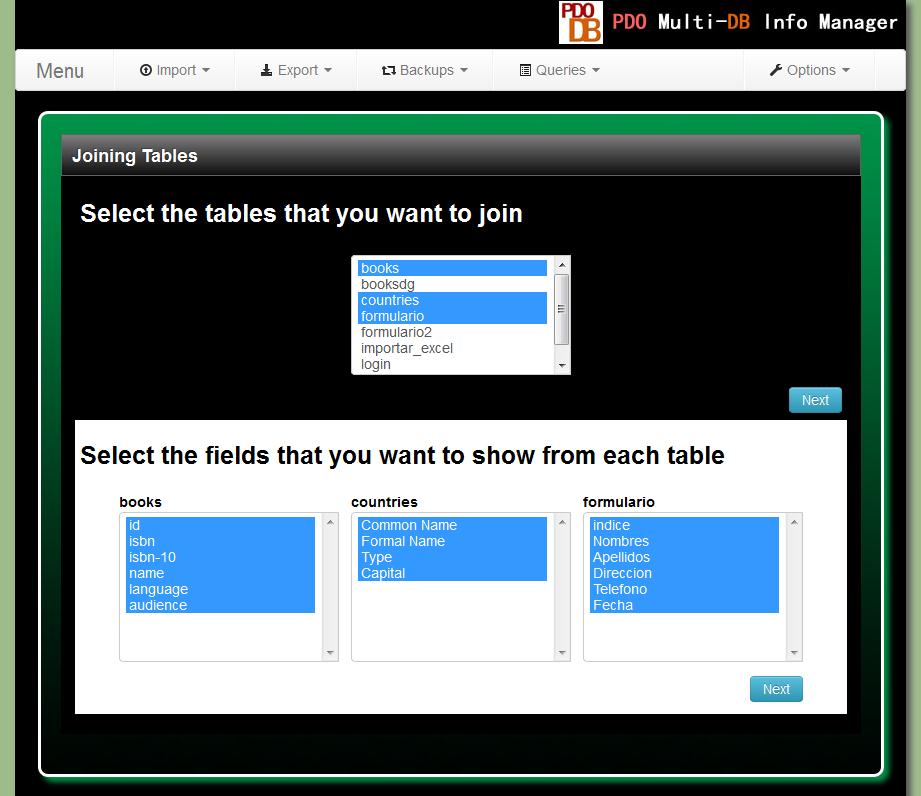 PDO
DB
PDO Multi-DB Info Manager
Menu Import Export Backups Queries Options
Joining Tables
Select the tables that you want to join
books
booksdg
countries
formulario
formulario2
importar_excel
login
Next
Select the fields that you want to show from each table
books
id
isbn
isbn-10
name
language
audience
countries
Common Name
Formal Name
Type
Capital
formulario
indice
Nombres
Apellidos
Direccion
Telefono
Fecha
Next